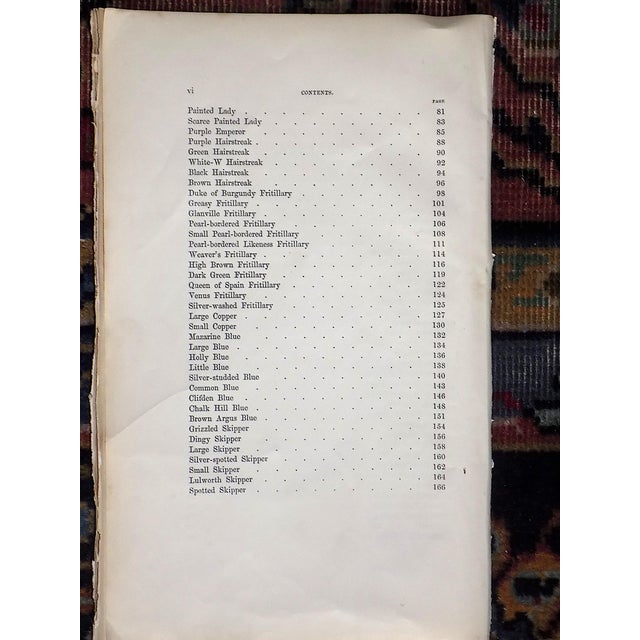 vi CONTENTS.
PAGE
Painted Lady . . . . . . . . 81
Scarce Painted Lady . . . . . . . 83
Purple Emperor . . . . . . . . 85
Purple Hairstreak . . . . . . . . 88
Green Hairstreak . . . . . . . . 90
White-W Hairstreak . . . . . . . 92
Black Hairstreak . . . . . . . . 94
Brown Hairstreak . . . . . . . . 96
Duke of Burgundy Fritillary . . . . . . 98
Greasy Fritillary . . . . . . . . 101
Glanville Fritillary . . . . . . . 104
Pearl-bordered Fritillary . . . . . . 106
Small Pearl-bordered Fritillary . . . . . 108
Pearl-bordered Likeness Fritillary . . . . . 111
Weaver's Fritillary . . . . . . . 114
High Brown Fritillary . . . . . . . 116
Dark Green Fritillary . . . . . . . 119
Queen of Spain Fritillary . . . . . . 122
Venus Fritillary . . . . . . . . 124
Silver-washed Fritillary . . . . . . 125
Large Copper . . . . . . . . 127
Small Copper . . . . . . . . 130
Mazarine Blue . . . . . . . . 132
Large Blue . . . . . . . . 134
Holly Blue . . . . . . . . 136
Little Blue . . . . . . . . 138
Silver-studded Blue . . . . . . . 140
Common Blue . . . . . . . . 143
Clifden Blue . . . . . . . . 146
Chalk Hill Blue . . . . . . . . 148
Brown Argus Blue . . . . . . . . 151
Grizzled Skipper . . . . . . . . 154
Dingy Skipper . . . . . . . . 156
Large Skipper . . . . . . . . 158
Silver-spotted Skipper . . . . . . . 160
Small Skipper . . . . . . . . 162
Lulworth Skipper . . . . . . . . 164
Spotted Skipper . . . . . . . . 166